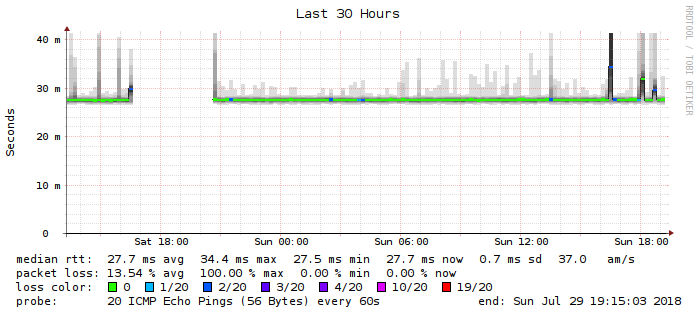 Last 30 Hours
RRDTOOL / TOBI OETIKER
Seconds
40 m
30 m
20 m
10 m
0
Sat 18:00 Sun 00:00 Sun 06:00 Sun 12:00 Sun 18:00
median rtt: 27.7 ms avg 34.4 ms max 27.5 ms min 27.7 ms now 0.7 ms sd 37.0 am/s
packet loss: 13.54 % avg 100.00 % max 0.00 % min 0.00 % now
loss color: 0 1/20 2/20 3/20 4/20 10/20 19/20
probe: 20 ICMP Echo Pings (56 Bytes) every 60s end: Sun Jul 29 19:15:03 2018